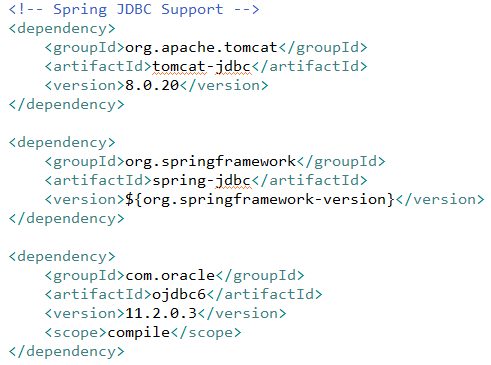 <!-- Spring JDBC Support -->
<dependency>
    <groupId>org.apache.tomcat</groupId>
    <artifactId>tomcat-jdbc</artifactId>
    <version>8.0.20</version>
</dependency>

<dependency>
    <groupId>org.springframework</groupId>
    <artifactId>spring-jdbc</artifactId>
    <version>${org.springframework-version}</version>
</dependency>

<dependency>
    <groupId>com.oracle</groupId>
    <artifactId>ojdbc6</artifactId>
    <version>11.2.0.3</version>
    <scope>compile</scope>
</dependency>